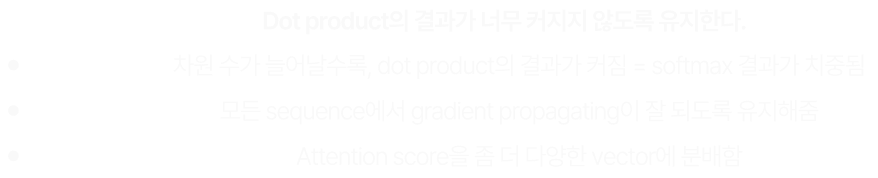 Dot product의 결과가 너무 커지지 않도록 유지한다.
차원 수가 늘어날수록, dot product의 결과가 커짐 = softmax 결과가 치중됨
모든 sequence에서 gradient propagating이 잘 되도록 유지해줌
Attention score을 좀 더 다양한 vector에 분배함